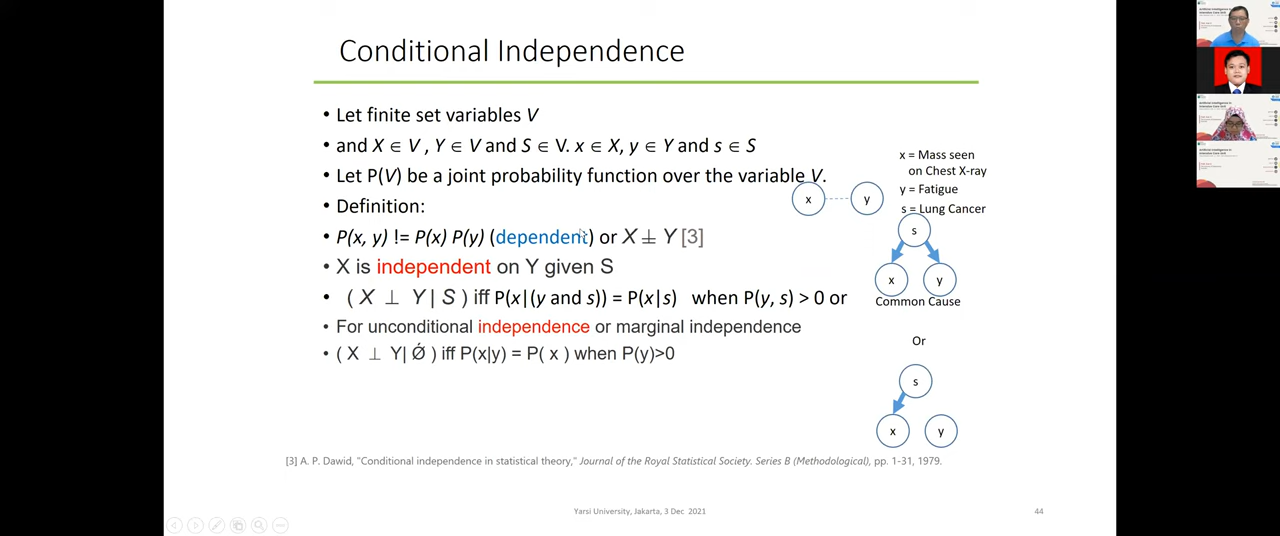 Conditional Independence
• Let finite set variables V
• and X ∈ V , Y ∈ V and S ∈ V. x ∈ X, y ∈ Y and s ∈ S
• Let P(V) be a joint probability function over the variable V.
• Definition:
• P(x, y) != P(x) P(y) (dependent) or X ⫨ Y [3]
• X is independent on Y given S
• ( X ⊥ Y | S ) iff P(x|(y and s)) = P(x|s) when P(y, s) > 0 or
• For unconditional independence or marginal independence
• ( X ⊥ Y| Ǿ ) iff P(x|y) = P( x ) when P(y)>0
x = Mass seen
on Chest X-ray
y = Fatigue
s = Lung Cancer
x y
s
x y
Common Cause
Or
s
x y
[3] A. P. Dawid, "Conditional independence in statistical theory," Journal of the Royal Statistical Society. Series B (Methodological), pp. 1-31, 1979.
Yarsi University, Jakarta, 3 Dec 2021
44